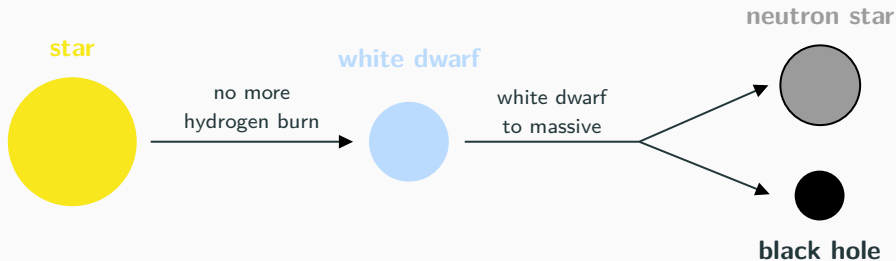 star
no more
hydrogen burn
white dwarf
white dwarf
to massive
neutron star
black hole